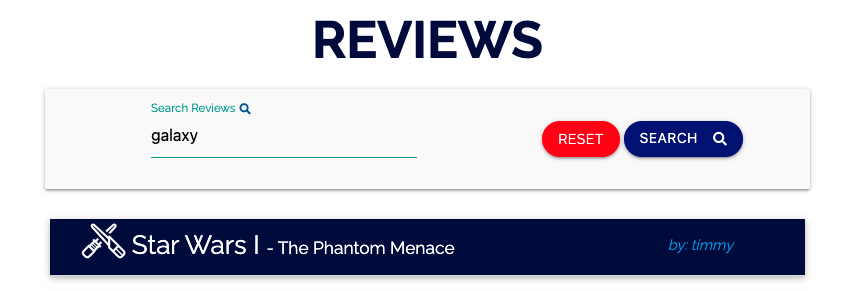 REVIEWS
Search Reviews
galaxy
RESET SEARCH
Star Wars I - The Phantom Menace by: timmy